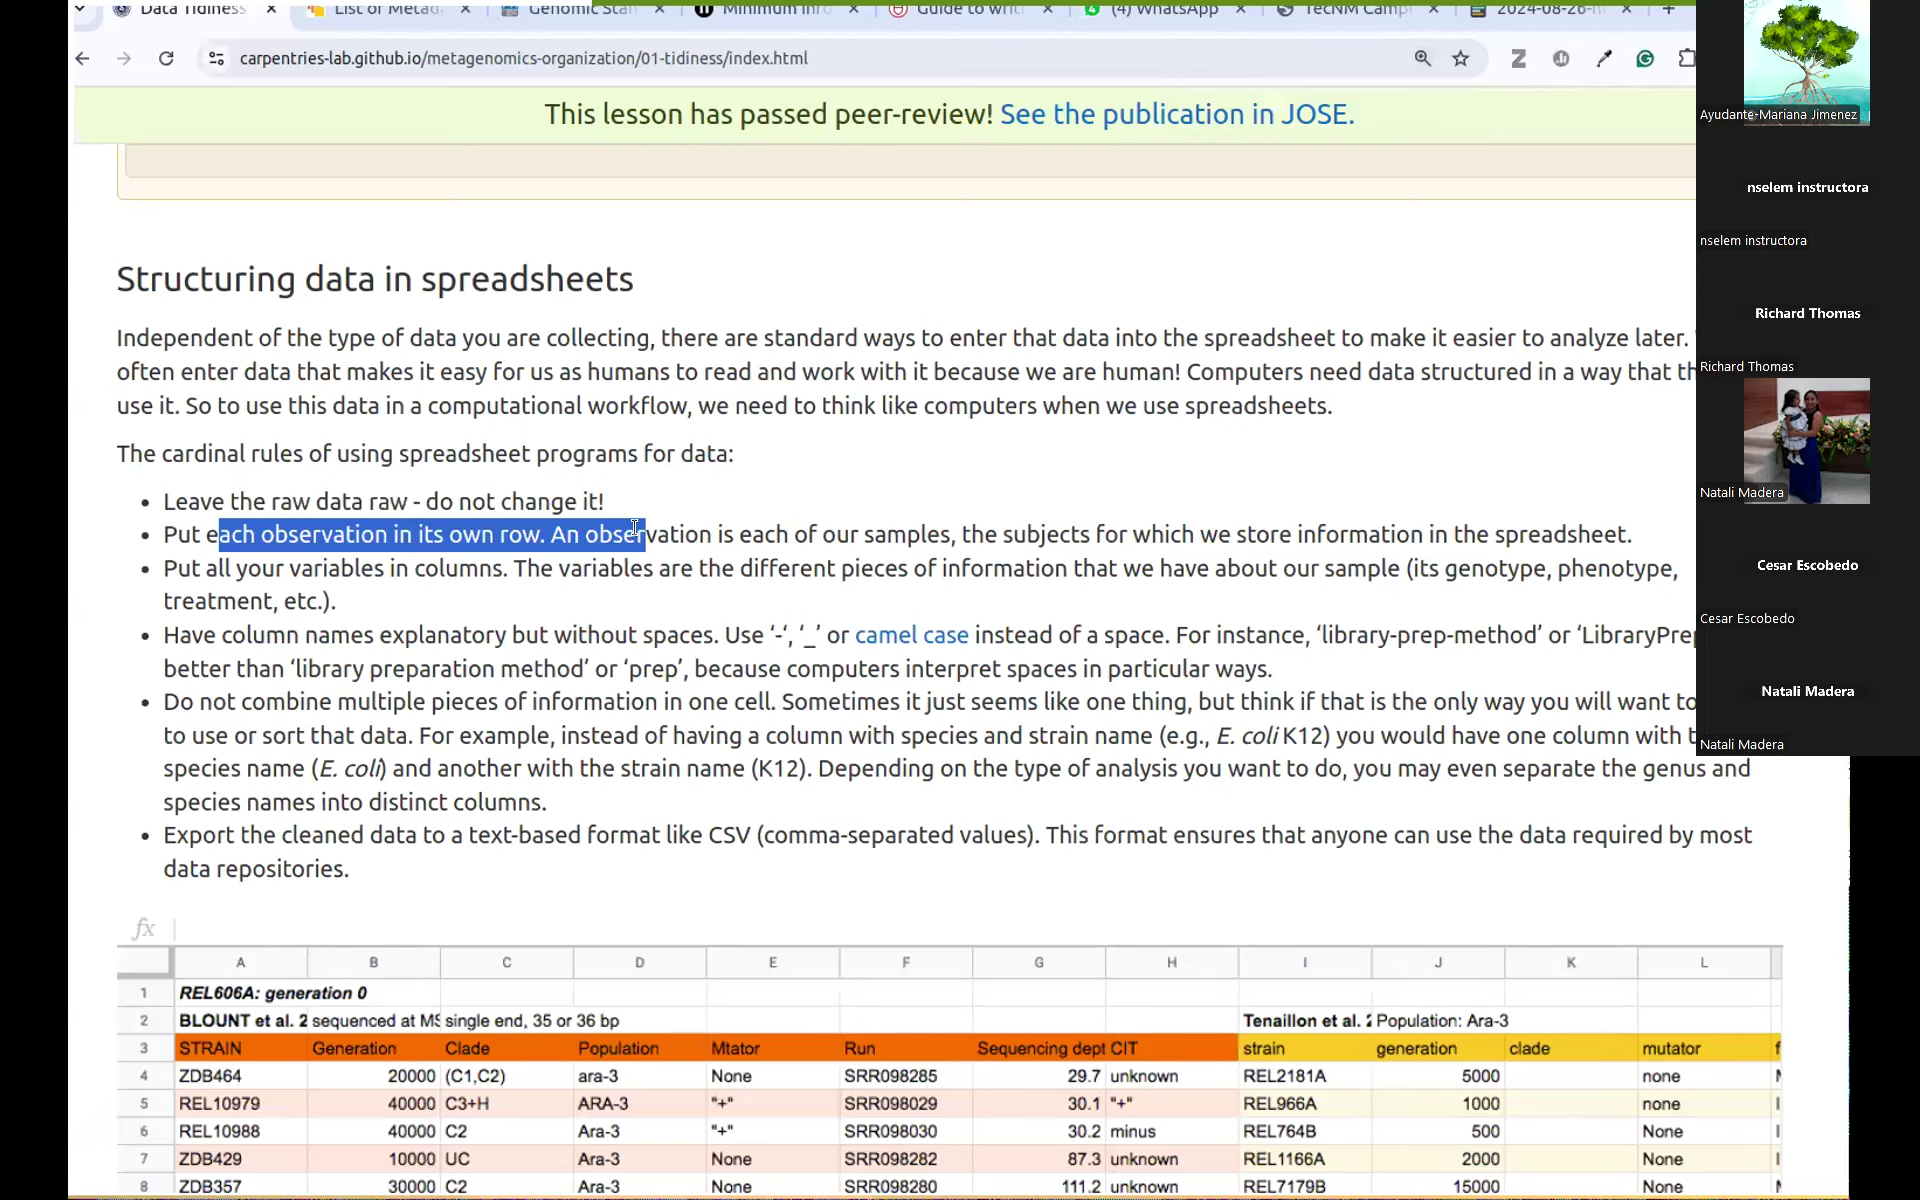 Data Tidiness
List of Metad
Genomic Stan
Minimum Info
Guide to writi
(4) WhatsApp
TecNM Camp
2024-08-26-m
carpentries-lab.github.io/metagenomics-organization/01-tidiness/index.html
This lesson has passed peer-review! See the publication in JOSE.
Structuring data in spreadsheets
Independent of the type of data you are collecting, there are standard ways to enter that data into the spreadsheet to make it easier to analyze later.
often enter data that makes it easy for us as humans to read and work with it because we are human! Computers need data structured in a way that th
use it. So to use this data in a computational workflow, we need to think like computers when we use spreadsheets.
The cardinal rules of using spreadsheet programs for data:
• Leave the raw data raw - do not change it!
• Put each observation in its own row. An observation is each of our samples, the subjects for which we store information in the spreadsheet.
• Put all your variables in columns. The variables are the different pieces of information that we have about our sample (its genotype, phenotype,
treatment, etc.).
• Have column names explanatory but without spaces. Use ‘-‘, ‘_’ or camel case instead of a space. For instance, ‘library-prep-method’ or ‘LibraryPrep
better than ‘library preparation method’ or ‘prep’, because computers interpret spaces in particular ways.
• Do not combine multiple pieces of information in one cell. Sometimes it just seems like one thing, but think if that is the only way you will want to
to use or sort that data. For example, instead of having a column with species and strain name (e.g., E. coli K12) you would have one column with t
species name (E. coli) and another with the strain name (K12). Depending on the type of analysis you want to do, you may even separate the genus and
species names into distinct columns.
• Export the cleaned data to a text-based format like CSV (comma-separated values). This format ensures that anyone can use the data required by most
data repositories.
fx
A B C D E F G H I J K L
1 REL606A: generation 0
2 BLOUNT et al. 2 sequenced at MS single end, 35 or 36 bp Tenaillon et al. 2 Population: Ara-3
3 STRAIN Generation Clade Population Mtator Run Sequencing dept CIT strain generation clade mutator f
4 ZDB464 20000 (C1,C2) ara-3 None SRR098285 29.7 unknown REL2181A 5000 none
5 REL10979 40000 C3+H ARA-3 "+" SRR098029 30.1 "+" REL966A 1000 none
6 REL10988 40000 C2 Ara-3 "+" SRR098030 30.2 minus REL764B 500 None
7 ZDB429 10000 UC Ara-3 None SRR098282 87.3 unknown REL1166A 2000 None
8 ZDB357 30000 C2 Ara-3 None SRR098280 111.2 unknown REL7179B 15000 None
Ayudante-Mariana Jimenez
nselem instructora
nselem instructora
Richard Thomas
Richard Thomas
Natali Madera
Cesar Escobedo
Cesar Escobedo
Natali Madera
Natali Madera